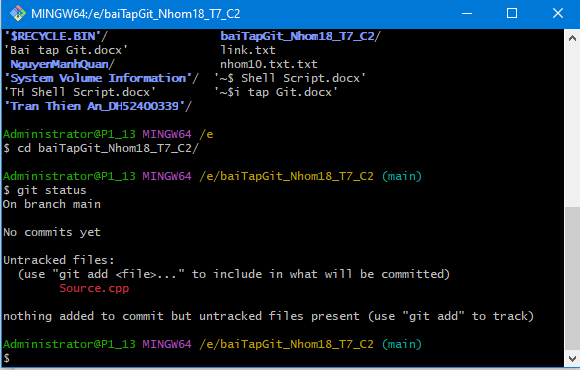 MINGW64:/e/baiTapGit_Nhom18_T7_C2
'$RECYCLE.BIN'/ baiTapGit_Nhom18_T7_C2/
'Bai tap Git.docx' link.txt
NguyenManhQuan/ nhom10.txt.txt
'System Volume Information'/ '~$ Shell Script.docx'
'TH Shell Script.docx' '~$i tap Git.docx'
'Tran Thien An_DH52400339'/
Administrator@P1_13 MINGW64 /e
$ cd baiTapGit_Nhom18_T7_C2/
Administrator@P1_13 MINGW64 /e/baiTapGit_Nhom18_T7_C2 (main)
$ git status
On branch main
No commits yet
Untracked files:
(use "git add <file>..." to include in what will be committed)
Source.cpp
nothing added to commit but untracked files present (use "git add" to track)
Administrator@P1_13 MINGW64 /e/baiTapGit_Nhom18_T7_C2 (main)
$